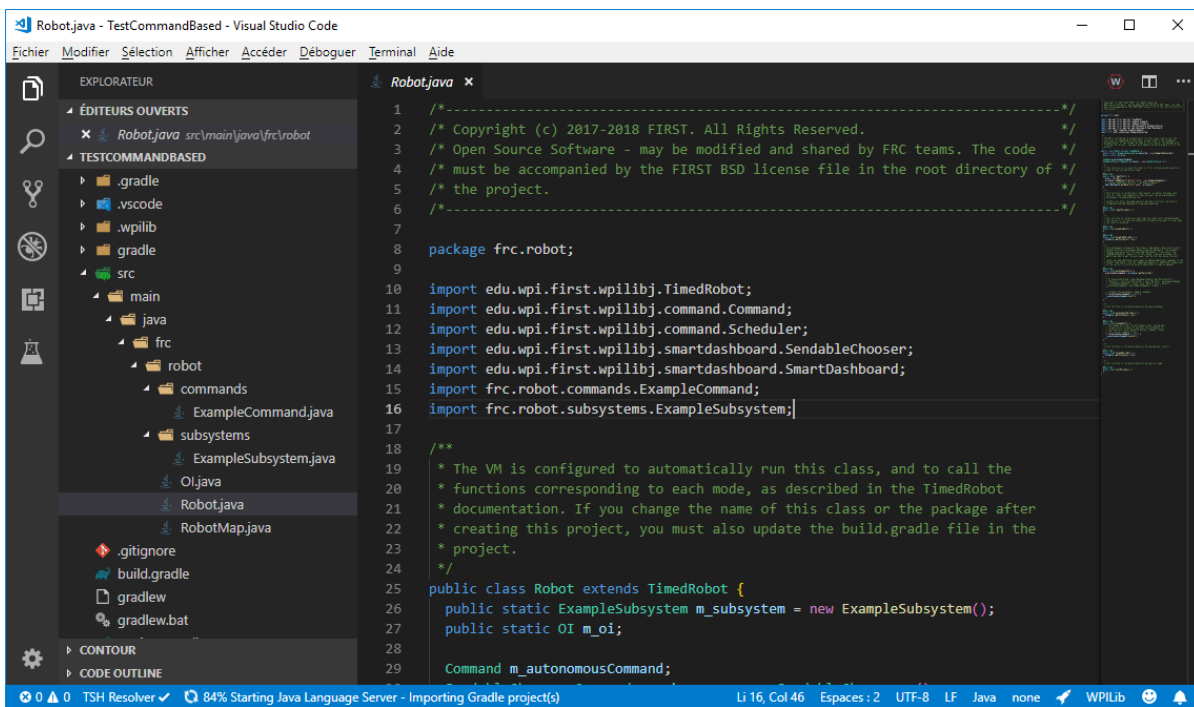 Robot.java - TestCommandBased - Visual Studio Code
Fichier Modifier Sélection Afficher Accéder Déboguer Terminal Aide
EXPLORATEUR
ÉDITEURS OUVERTS
Robot.java src\main\java\frc\robot
TESTCOMMANDBASED
.gradle
.vscode
.wpilib
gradle
src
main
java
frc
robot
commands
ExampleCommand.java
subsystems
ExampleSubsystem.java
OI.java
Robot.java
RobotMap.java
.gitignore
build.gradle
gradlew
gradlew.bat
CONTOUR
CODE OUTLINE
Robot.java
W
1 /*----------------------------------------------------------------------------*/
2 /* Copyright (c) 2017-2018 FIRST. All Rights Reserved.                        */
3 /* Open Source Software - may be modified and shared by FRC teams. The code   */
4 /* must be accompanied by the FIRST BSD license file in the root directory of */
5 /* the project.                                                               */
6 /*----------------------------------------------------------------------------*/
7
8 package frc.robot;
9
10 import edu.wpi.first.wpilibj.TimedRobot;
11 import edu.wpi.first.wpilibj.command.Command;
12 import edu.wpi.first.wpilibj.command.Scheduler;
13 import edu.wpi.first.wpilibj.smartdashboard.SendableChooser;
14 import edu.wpi.first.wpilibj.smartdashboard.SmartDashboard;
15 import frc.robot.commands.ExampleCommand;
16 import frc.robot.subsystems.ExampleSubsystem;
17
18 /**
19 * The VM is configured to automatically run this class, and to call the
20 * functions corresponding to each mode, as described in the TimedRobot
21 * documentation. If you change the name of this class or the package after
22 * creating this project, you must also update the build.gradle file in the
23 * project.
24 */
25 public class Robot extends TimedRobot {
26 public static ExampleSubsystem m_subsystem = new ExampleSubsystem();
27 public static OI m_oi;
28
29 Command m_autonomousCommand;
0 0 TSH Resolver 84% Starting Java Language Server - Importing Gradle project(s) Li 16, Col 46 Espaces : 2 UTF-8 LF Java none WPILib